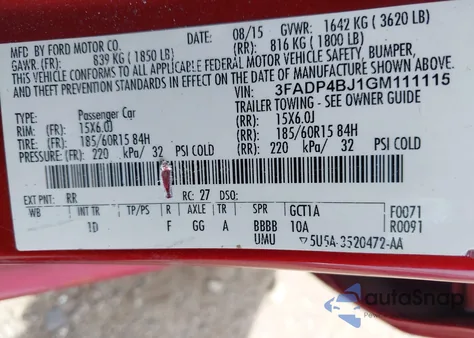 MFD. BY FORD MOTOR CO. DATE: 08/15 GVWR: 1642 KG ( 3620 LB)
GAWR: (FR): 839 KG ( 1850 LB) (RR): 816 KG ( 1800 LB)
THIS VEHICLE CONFORMS TO ALL APPLICABLE FEDERAL MOTOR VEHICLE SAFETY, BUMPER,
AND THEFT PREVENTION STANDARDS IN EFFECT ON THE DATE OF MANUFACTURE SHOWN ABOVE.
VIN: 3FADP4BJ1GM111115
TYPE: Passenger Car TRAILER TOWING - SEE OWNER GUIDE
RIM: (FR): 15X6.0J (RR): 15X6.0J
TIRE: (FR): 185/60R15 84H (RR): 185/60R15 84H
PRESSURE: (FR): 220 kPa/ 32 PSI COLD (RR): 220 kPa/ 32 PSI COLD
EXT PNT: RR RC: 27 DSO:
WB INT TR TP/PS R AXLE TR SPR GCT1A F0071
1D F GG A BBBB 10A R0091
UMU 5U5A-3520472-AA
autoSnap